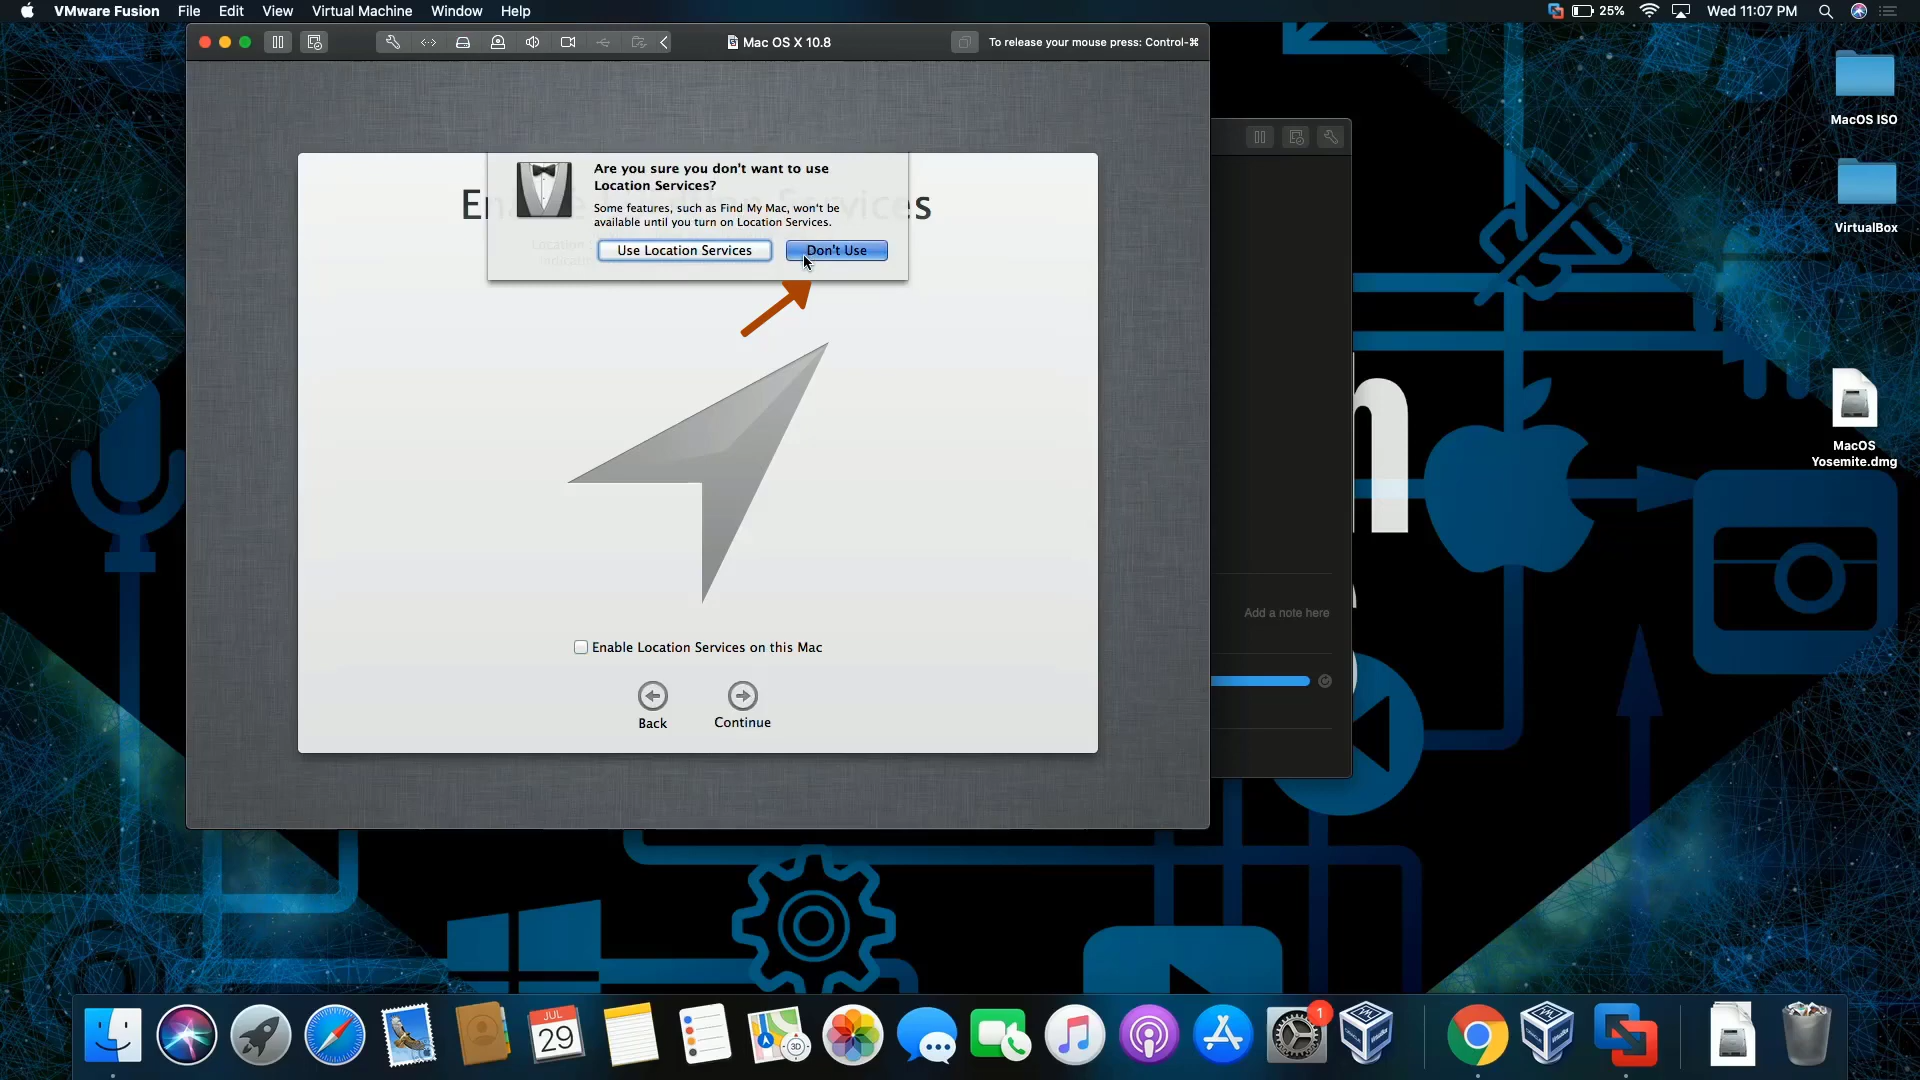 VMware Fusion File Edit View Virtual Machine Window Help
25% Wed 11:07 PM
Mac OS X 10.8
To release your mouse press: Control-⌘
MacOS ISO
Are you sure you don't want to use
Location Services?
Some features, such as Find My Mac, won't be
available until you turn on Location Services.
Use Location Services Don't Use
VirtualBox
MacOS
Yosemite.dmg
Add a note here
Enable Location Services on this Mac
Back Continue
JUL
29
3D
1